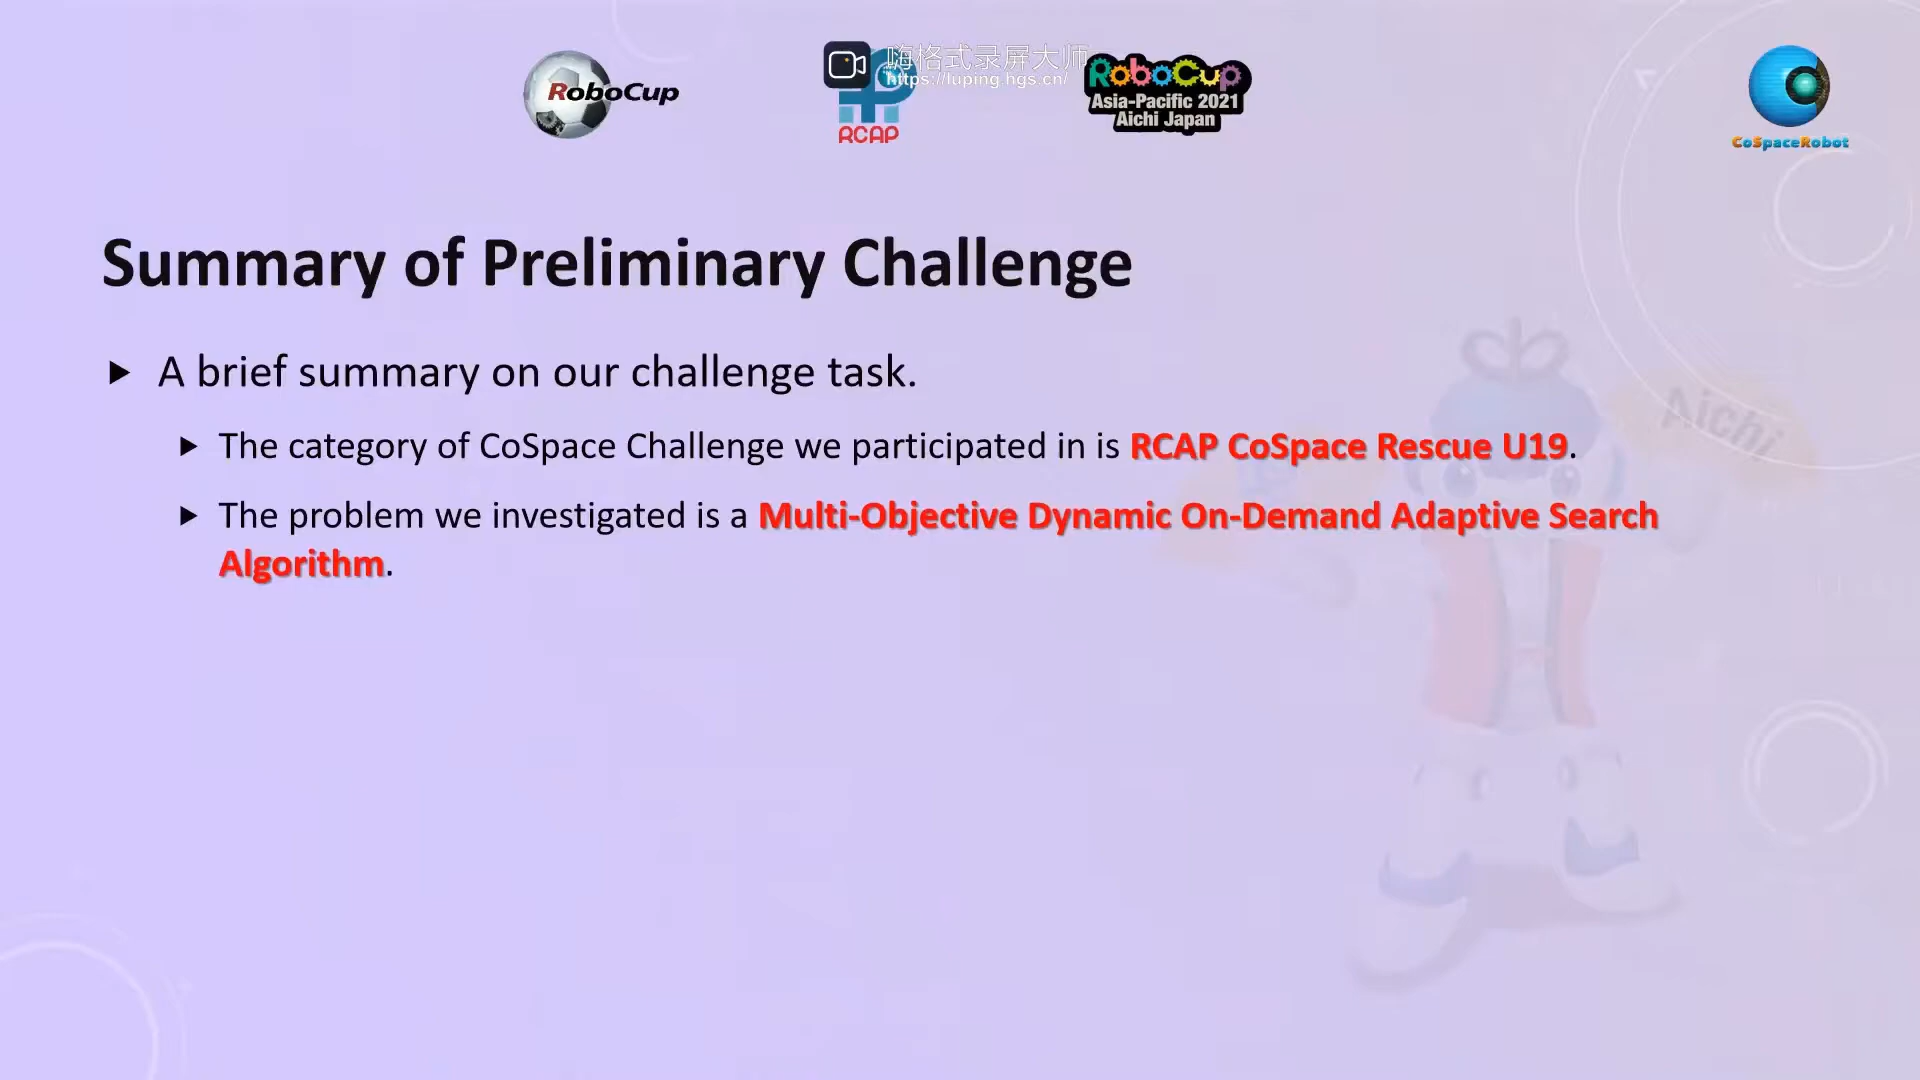 RoboCup
嗨格式录屏大师
https://luping.hgs.cn/
RCAP
RoboCup
Asia-Pacific 2021
Aichi Japan
CoSpaceRobot
Summary of Preliminary Challenge
A brief summary on our challenge task.
The category of CoSpace Challenge we participated in is RCAP CoSpace Rescue U19.
The problem we investigated is a Multi-Objective Dynamic On-Demand Adaptive Search
Algorithm.
Aichi